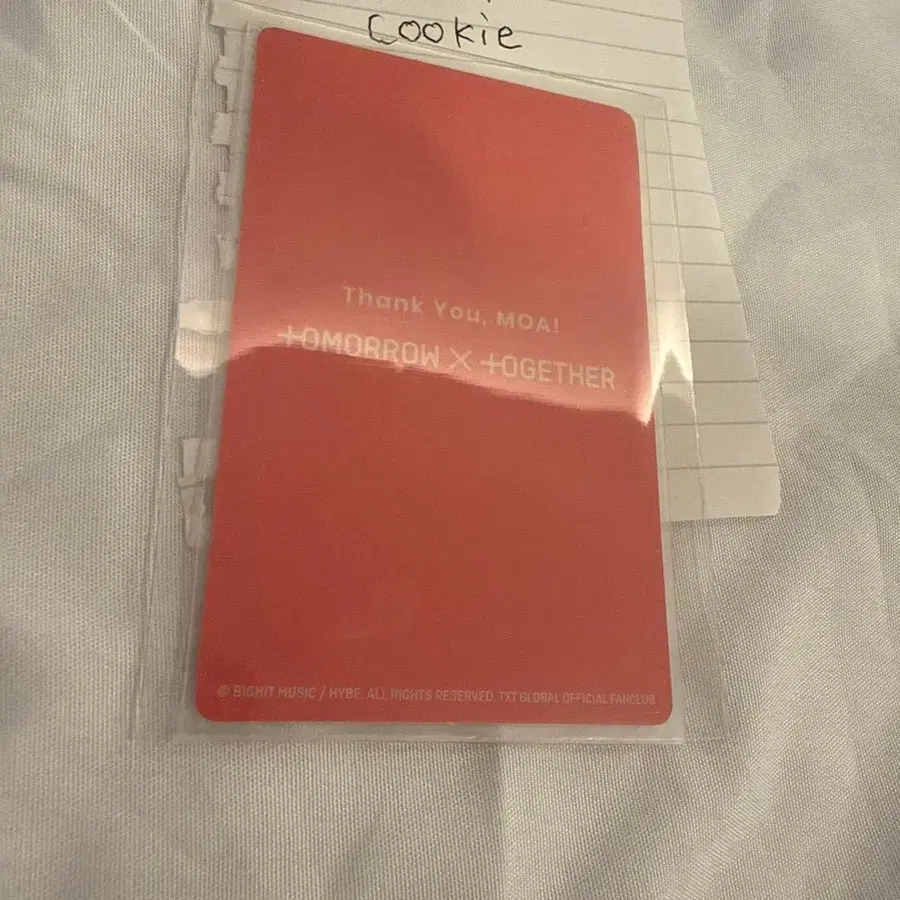 Cookie
Thank You, MOA!
TOMORROW X TOGETHER
© BIGHIT MUSIC / HYBE. ALL RIGHTS RESERVED. TXT GLOBAL OFFICIAL FANCLUB